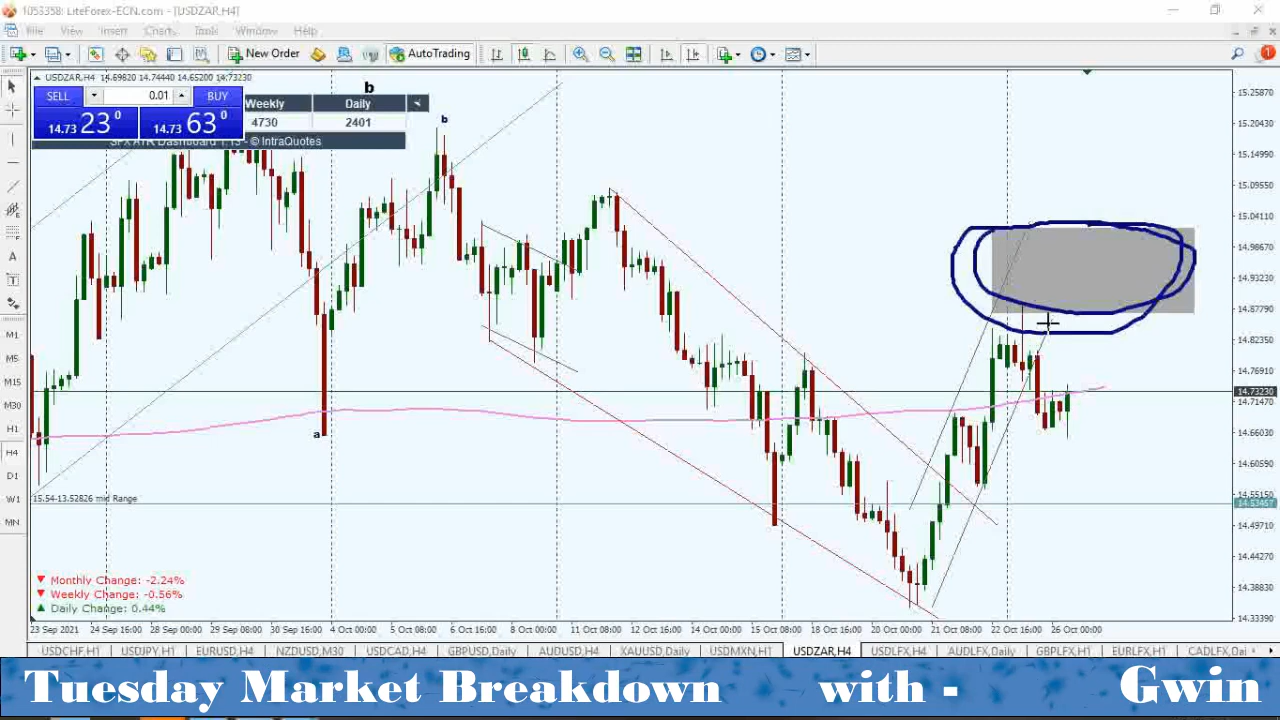 1053358: LiteForex-ECN.com - [USDZAR,H4]
File View Insert Charts Tools Window Help
New Order AutoTrading 1
USDZAR,H4 14.69820 14.74440 14.65200 14.73230
SELL 0.01 BUY
14.73 23 0 14.73 63 0
b
Weekly Daily
4730 2401
SFX ATR Dashboard 1.13 - © IntraQuotes
b
a
15.54-13.52826 mid Range
Monthly Change: -2.24%
Weekly Change: -0.56%
Daily Change: 0.44%
M1
M5
M15
M30
H1
H4
D1
W1
MN
15.25870
15.20430
15.14990
15.09550
15.04110
14.98670
14.93230
14.87790
14.82350
14.76910
14.73230
14.71470
14.66030
14.60590
14.55150
14.53457
14.49710
14.44270
14.38830
14.33390
23 Sep 2021 24 Sep 16:00 28 Sep 00:00 29 Sep 08:00 30 Sep 16:00 4 Oct 00:00 5 Oct 08:00 6 Oct 16:00 8 Oct 00:00 11 Oct 08:00 12 Oct 16:00 14 Oct 00:00 15 Oct 08:00 18 Oct 16:00 20 Oct 00:00 21 Oct 08:00 22 Oct 16:00 26 Oct 00:00
USDCHF,H1 USDJPY,H1 EURUSD,H4 NZDUSD,M30 USDCAD,H4 GBPUSD,Daily AUDUSD,H4 XAUUSD,Daily USDMXN,H1 USDZAR,H4 USDLFX,H4 AUDLFX,Daily GBPLFX,H1 EURLFX,H1 CADLFX,Dai
Tuesday Market Breakdown with - Gwin